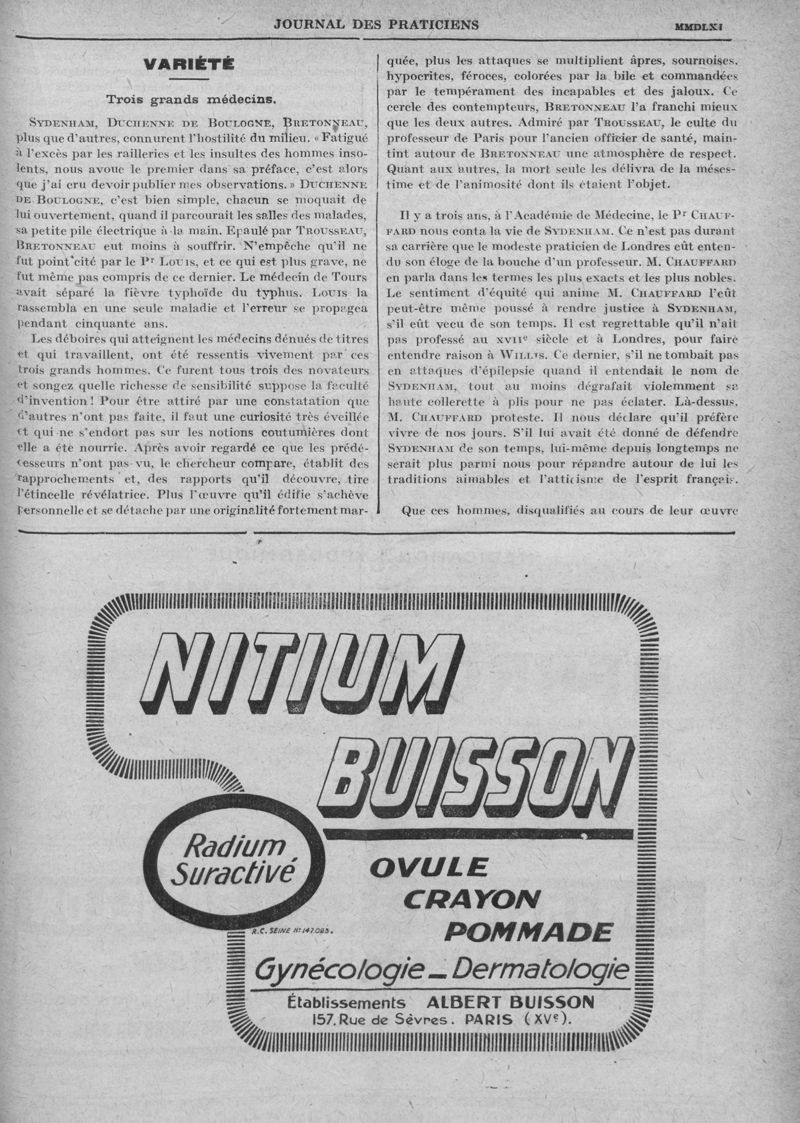 JOURNAL DES PRATICIENS
MMDLXI
VARIÉTÉ
Trois grands médecins.
SYDENHAM, DUCHENNE DE BOULOGNE, BRETONNEAU,
plus que d'autres, connurent l'hostilité du milieu. « Fatigué
à l'excès par les railleries et les insultes des hommes inso-
lents, nous avoue le premier dans sa préface, c'est alors
que j'ai cru devoir publier mes observations. » DUCHENNE
DE BOULOGNE, c'est bien simple, chacun se moquait de
lui ouvertement, quand il parcourait les salles des malades,
sa petite pile électrique à la main. Epaulé par TROUSSEAU,
BRETONNEAU eut moins à souffrir. N'empêche qu'il ne
fut point cité par le Pr LOUIS, et ce qui est plus grave, ne
fut même pas compris de ce dernier. Le médecin de Tours
avait séparé la fièvre typhoïde du typhus. LOUIS la
rassembla en une seule maladie et l'erreur se propagea
pendant cinquante ans.
Les déboires qui atteignent les médecins dénués de titres
et qui travaillent, ont été ressentis vivement par ces
trois grands hommes. Ce furent tous trois des novateurs
et songez quelle richesse de sensibilité suppose la faculté
d'invention ! Pour être attiré par une constatation que
d'autres n'ont pas faite, il faut une curiosité très éveillée
et qui ne s'endort pas sur les notions coutumières dont
elle a été nourrie. Après avoir regardé ce que les prédé-
cesseurs n'ont pas vu, le chercheur compare, établit des
rapprochements et, des rapports qu'il découvre, tire
l'étincelle révélatrice. Plus l'œuvre qu'il édifie s'achève
personnelle et se détache par une originalité fortement mar-
quée, plus les attaques se multiplient âpres, sournoises,
hypocrites, féroces, colorées par la bile et commandées
par le tempérament des incapables et des jaloux. Ce
cercle des contempteurs, BRETONNEAU l'a franchi mieux
que les deux autres. Admiré par TROUSSEAU, le culte du
professeur de Paris pour l'ancien officier de santé, main-
tint autour de BRETONNEAU une atmosphère de respect.
Quant aux autres, la mort seule les délivra de la méses-
time et de l'animosité dont ils étaient l'objet.
Il y a trois ans, à l'Académie de Médecine, le Pr CHAUF-
FARD nous conta la vie de SYDENHAM. Ce n'est pas durant
sa carrière que le modeste praticien de Londres eût enten-
du son éloge de la bouche d'un professeur. M. CHAUFFARD
en parla dans les termes les plus exacts et les plus nobles.
Le sentiment d'équité qui anime M. CHAUFFARD l'eût
peut-être même poussé à rendre justice à SYDENHAM,
s'il eût vecu de son temps. Il est regrettable qu'il n'ait
pas professé au XVIIe siècle et à Londres, pour faire
entendre raison à WILLIS. Ce dernier, s'il ne tombait pas
en attaques d'épilepsie quand il entendait le nom de
SYDENHAM, tout au moins dégrafait violemment sa
haute collerette à plis pour ne pas éclater. Là-dessus,
M. CHAUFFARD proteste. Il nous déclare qu'il préfère
vivre de nos jours. S'il lui avait été donné de défendre
SYDENHAM de son temps, lui-même depuis longtemps ne
serait plus parmi nous pour répandre autour de lui les
traditions aimables et l'atticisme de l'esprit français.
Que ces hommes, disqualifiés au cours de leur œuvre
NITIUM
BUISSON
Radium
Suractivé
OVULE
CRAYON
POMMADE
R.C. SEINE No 147.023.
Gynécologie _ Dermatologie
Établissements ALBERT BUISSON
157, Rue de Sèvres. PARIS (XVe).